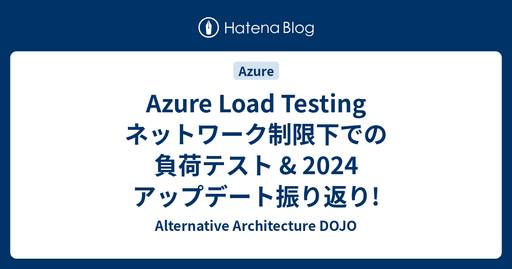 Hatena Blog
Azure
Azure Load Testing
ネットワーク制限下での
負荷テスト & 2024
アップデート振り返り!
Alternative Architecture DOJO